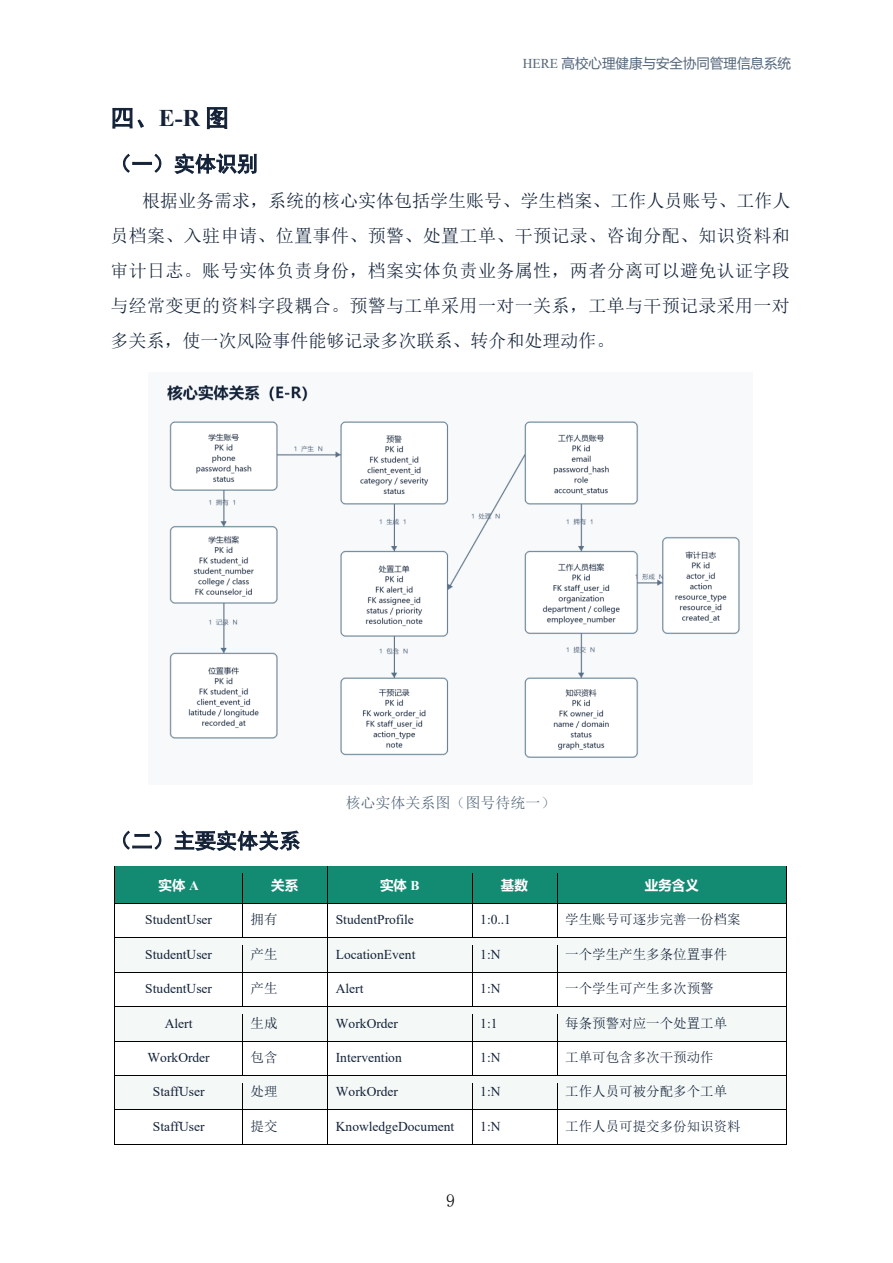 HERE 高校心理健康与安全协同管理信息系统
四、E-R 图
（一）实体识别
根据业务需求，系统的核心实体包括学生账号、学生档案、工作人员账号、工作人
员档案、入驻申请、位置事件、预警、处置工单、干预记录、咨询分配、知识资料和
审计日志。账号实体负责身份，档案实体负责业务属性，两者分离可以避免认证字段
与经常变更的资料字段耦合。预警与工单采用一对一关系，工单与干预记录采用一对
多关系，使一次风险事件能够记录多次联系、转介和处理动作。
核心实体关系（E-R）
学生账号
PK id
phone
password_hash
status
1 产生 N
预警
PK id
FK student_id
client_event_id
category / severity
status
工作人员账号
PK id
email
password_hash
role
account_status
1 拥有 1
1 生成 1
1 处理 N
1 拥有 1
学生档案
PK id
FK student_id
student_number
college / class
FK counselor_id
处置工单
PK id
FK alert_id
FK assignee_id
status / priority
resolution_note
工作人员档案
PK id
FK staff_user_id
organization
department / college
employee_number
1 形成 N
审计日志
PK id
actor_id
action
resource_type
resource_id
created_at
1 记录 N
1 包含 N
1 提交 N
位置事件
PK id
FK student_id
client_event_id
latitude / longitude
recorded_at
干预记录
PK id
FK work_order_id
FK staff_user_id
action_type
note
知识资料
PK id
FK owner_id
name / domain
status
graph_status
核心实体关系图（图号待统一）
（二）主要实体关系
实体 A 关系 实体 B 基数 业务含义
StudentUser 拥有 StudentProfile 1:0..1 学生账号可逐步完善一份档案
StudentUser 产生 LocationEvent 1:N 一个学生产生多条位置事件
StudentUser 产生 Alert 1:N 一个学生可产生多次预警
Alert 生成 WorkOrder 1:1 每条预警对应一个处置工单
WorkOrder 包含 Intervention 1:N 工单可包含多次干预动作
StaffUser 处理 WorkOrder 1:N 工作人员可被分配多个工单
StaffUser 提交 KnowledgeDocument 1:N 工作人员可提交多份知识资料
9